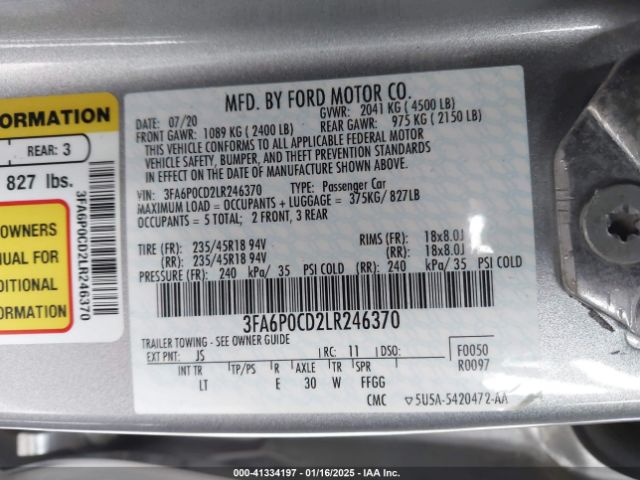 ORMATION
REAR: 3
827 lbs.
3FA6P0CD2LR246370
OWNERS
NUAL FOR
DITIONAL
ORMATION
MFD. BY FORD MOTOR CO.
DATE: 07/20 GVWR: 2041 KG ( 4500 LB)
FRONT GAWR: 1089 KG ( 2400 LB) REAR GAWR: 975 KG ( 2150 LB)
THIS VEHICLE CONFORMS TO ALL APPLICABLE FEDERAL MOTOR
VEHICLE SAFETY, BUMPER, AND THEFT PREVENTION STANDARDS
IN EFFECT ON THE DATE OF MANUFACTURE SHOWN ABOVE.
VIN: 3FA6P0CD2LR246370 TYPE: Passenger Car
MAXIMUM LOAD = OCCUPANTS + LUGGAGE = 375KG/ 827LB
OCCUPANTS = 5 TOTAL; 2 FRONT, 3 REAR
TIRE (FR): 235/45R18 94V RIMS (FR): 18x8.0J
(RR): 235/45R18 94V (RR): 18x8.0J
PRESSURE (FR): 240 kPa/ 35 PSI COLD (RR): 240 kPa/ 35 PSI COLD
3FA6P0CD2LR246370
TRAILER TOWING - SEE OWNER GUIDE
EXT PNT: JS RC: 11 DSO: F0050
R0097
INT TR TP/PS R AXLE TR SPR
LT E 30 W FFGG
CMC 5U5A-5420472-AA
000-41334197 - 01/16/2025 - IAA Inc.